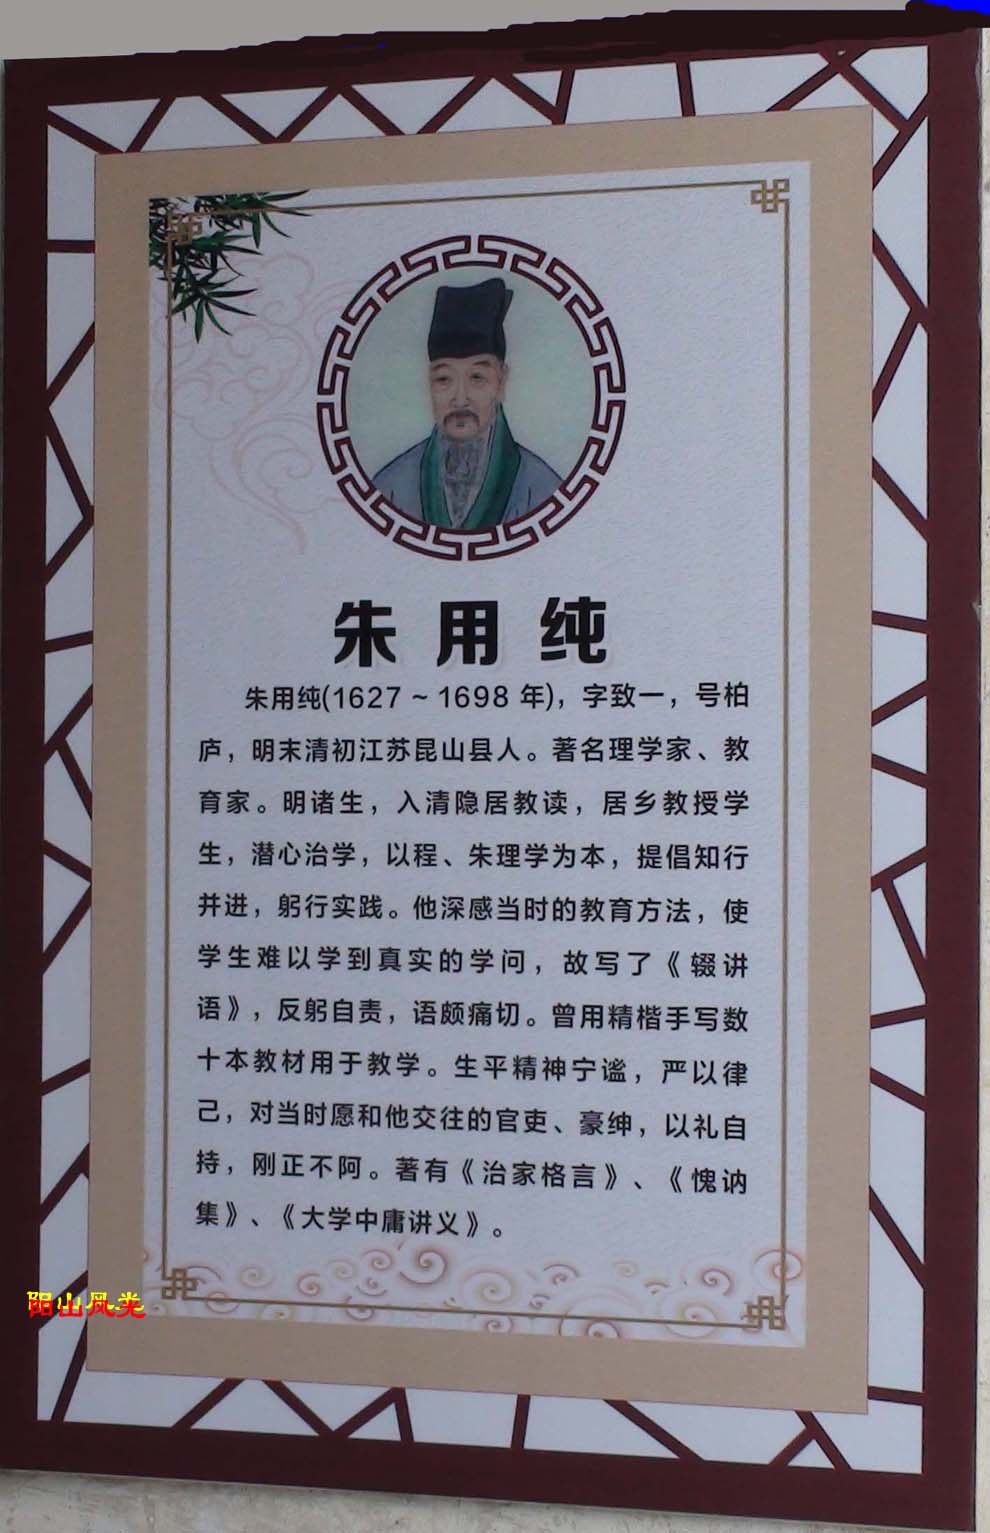 朱用纯
朱用纯(1627 ~ 1698 年)，字致一，号柏
庐，明末清初江苏昆山县人。著名理学家、教
育家。明诸生，入清隐居教读，居乡教授学
生，潜心治学，以程、朱理学为本，提倡知行
并进，躬行实践。他深感当时的教育方法，使
学生难以学到真实的学问，故写了《辍讲
语》，反躬自责，语颇痛切。曾用精楷手写数
十本教材用于教学。生平精神宁谧，严以律
己，对当时愿和他交往的官吏、豪绅，以礼自
持，刚正不阿。著有《治家格言》、《愧讷
集》、《大学中庸讲义》。
阳山风光